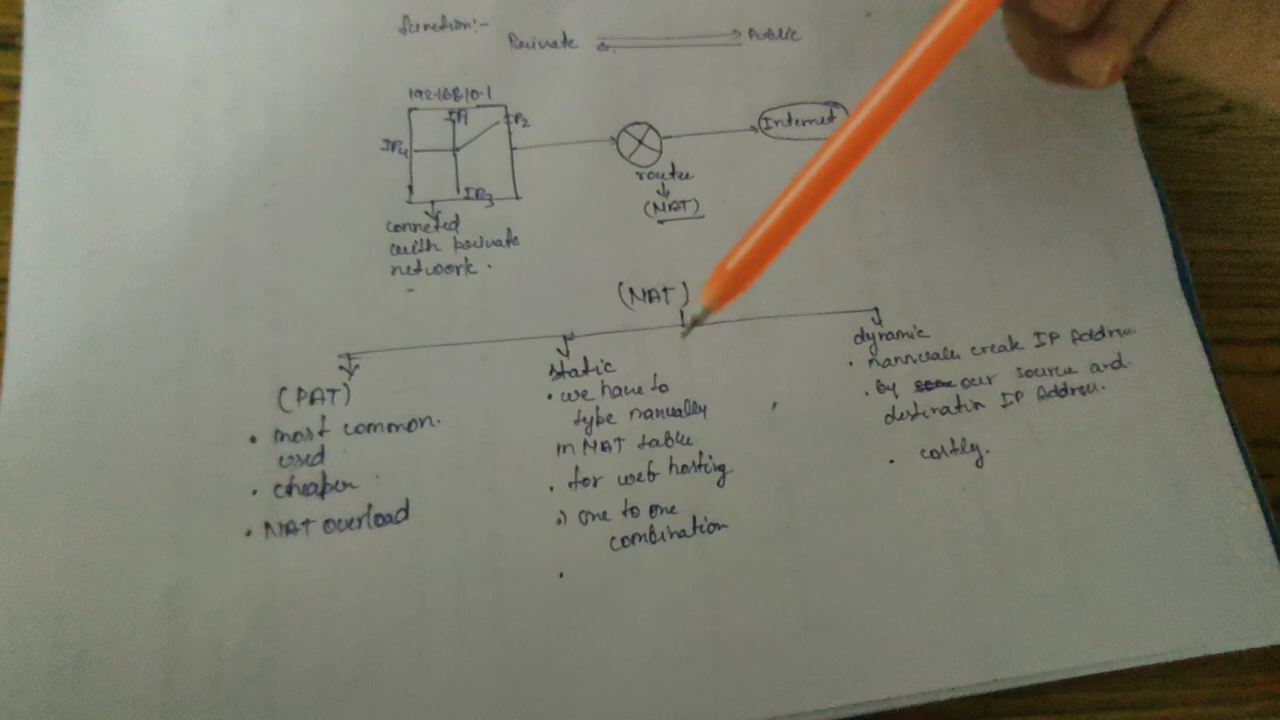 function:-
Private Public
192.168.10.1
IP1
IP2
IP4
IP3
Internet
router
(NAT)
connected
with private
network.
(NAT)
(PAT)
• most common.
used
• cheaper
• NAT overload
static
• we have to
type manually
in NAT table
• for web hosting
one to one
combination
dynamic
• create IP Address
• by our source and
destination IP Address.
• costly.